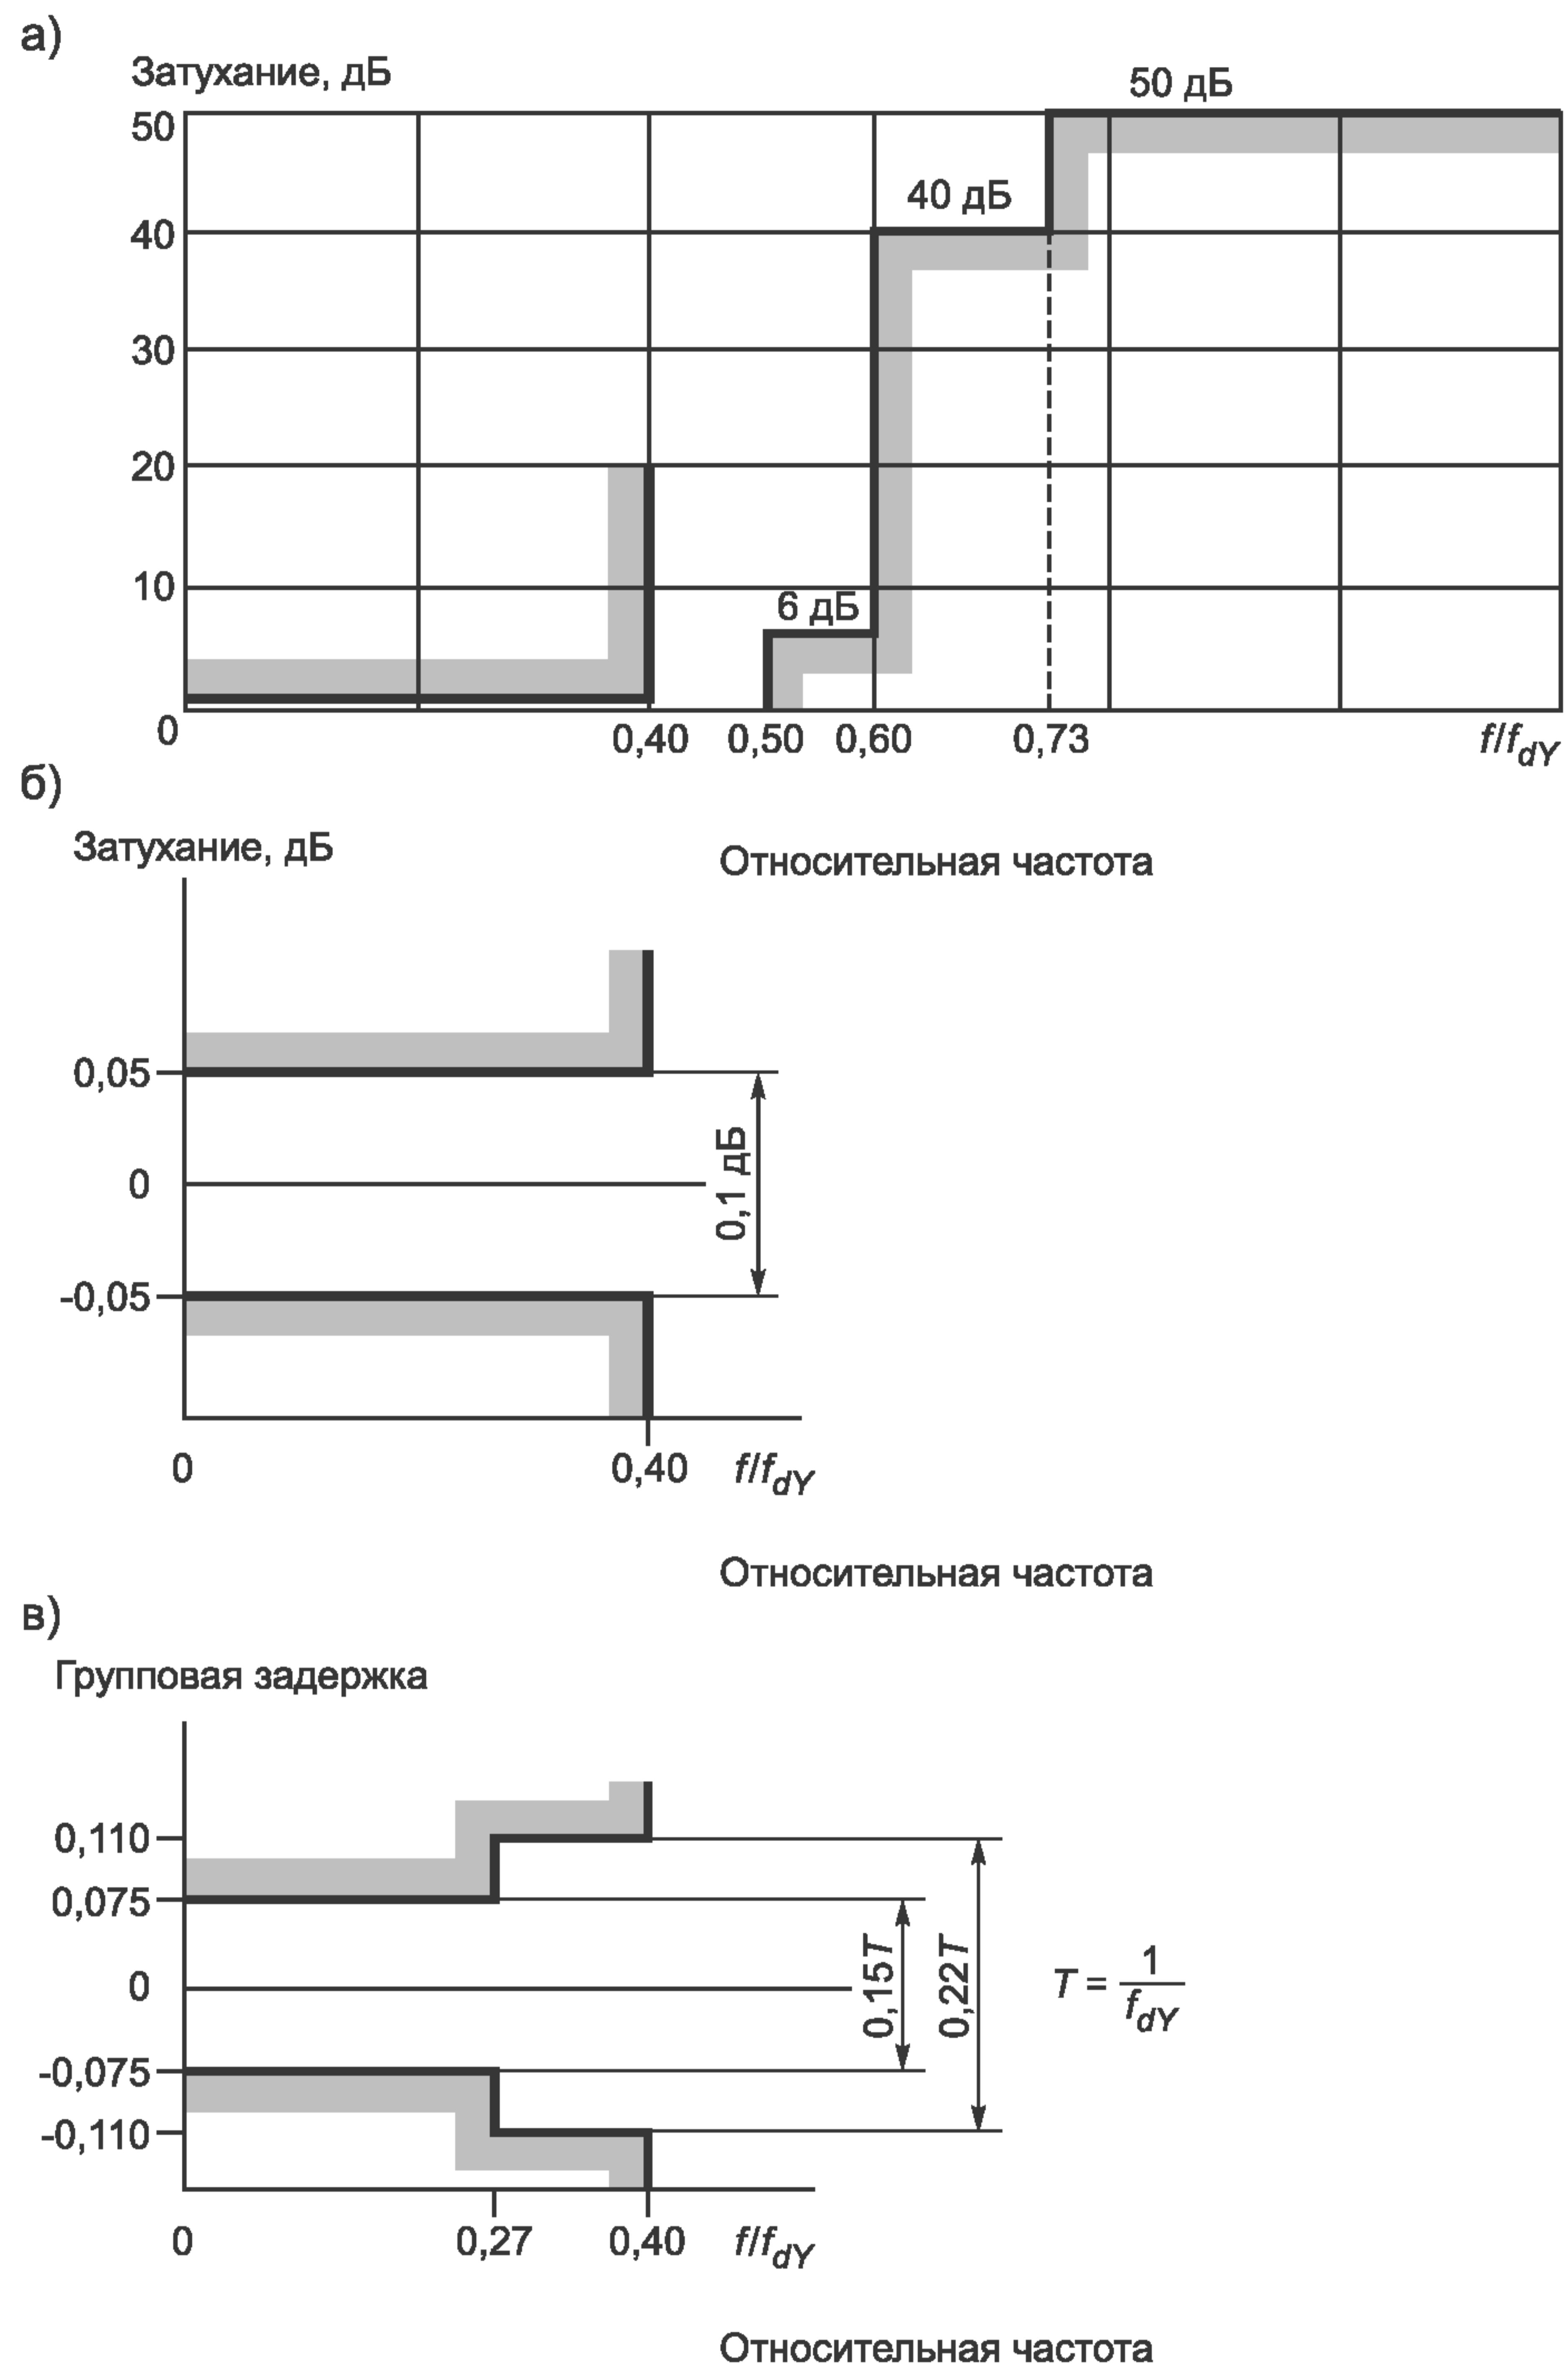 а)
Затухание, дБ
50 дБ
50
40 дБ
40
30
20
10
6 дБ
0
0,40 0,50 0,60 0,73 f/fdY
б)
Затухание, дБ
Относительная частота
0,05
0,1 дБ
0
-0,05
0 0,40 f/fdY
Относительная частота
в)
Групповая задержка
0,110
0,075
0
0,15T
0,22T
T = 1/fdY
-0,075
-0,110
0 0,27 0,40 f/fdY
Относительная частота